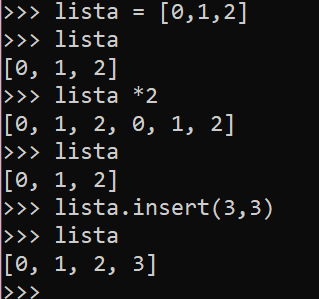 >>> lista = [0,1,2]
>>> lista
[0, 1, 2]
>>> lista *2
[0, 1, 2, 0, 1, 2]
>>> lista
[0, 1, 2]
>>> lista.insert(3,3)
>>> lista
[0, 1, 2, 3]
>>>